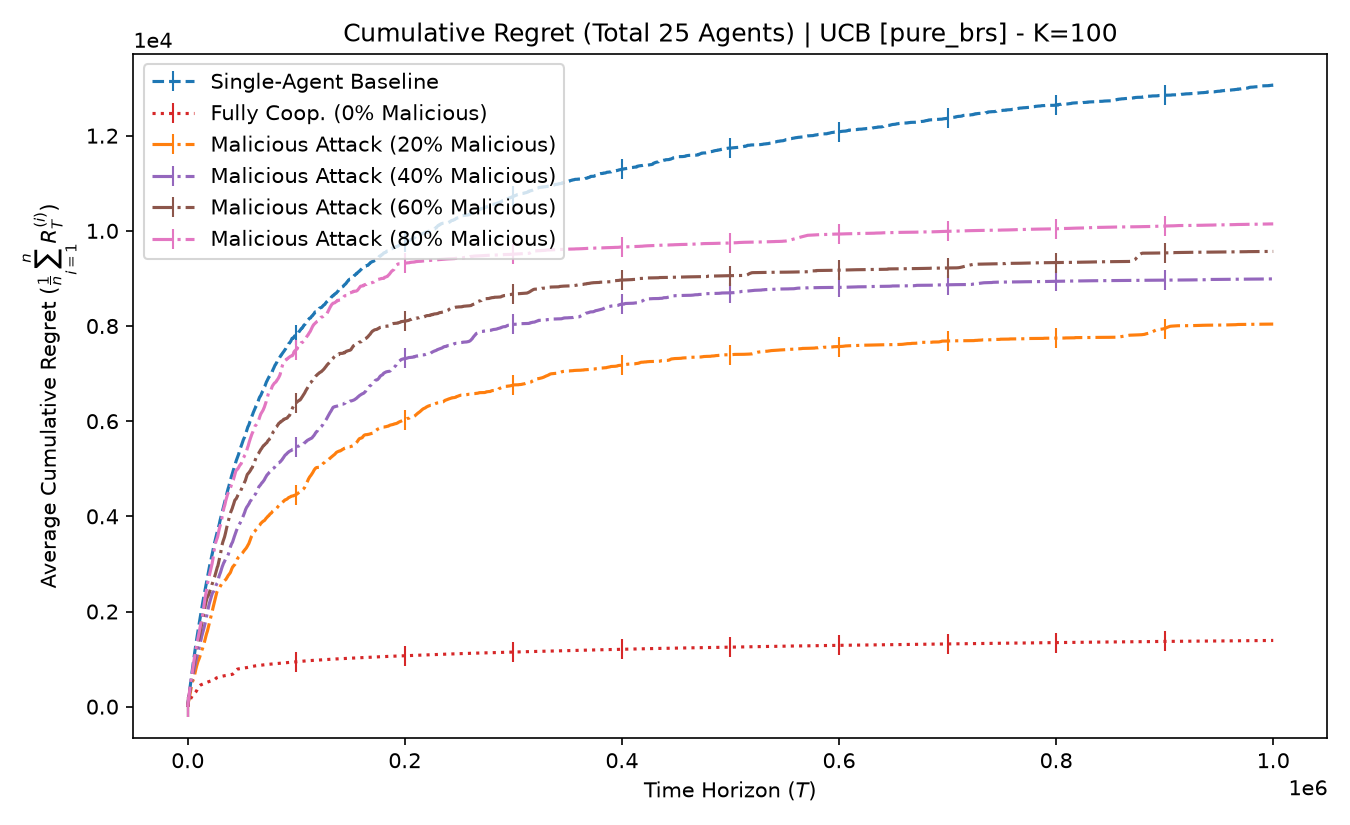 Cumulative Regret (Total 25 Agents) | UCB [pure_brs] - K=100
1e4
Single-Agent Baseline
Fully Coop. (0% Malicious)
Malicious Attack (20% Malicious)
Malicious Attack (40% Malicious)
Malicious Attack (60% Malicious)
Malicious Attack (80% Malicious)
1.2
1.0
0.8
0.6
0.4
0.2
0.0
Average Cumulative Regret ($\frac{1}{n}\sum_{i=1}^{n} R_T^{(i)}$)
0.0 0.2 0.4 0.6 0.8 1.0
1e6
Time Horizon (T)